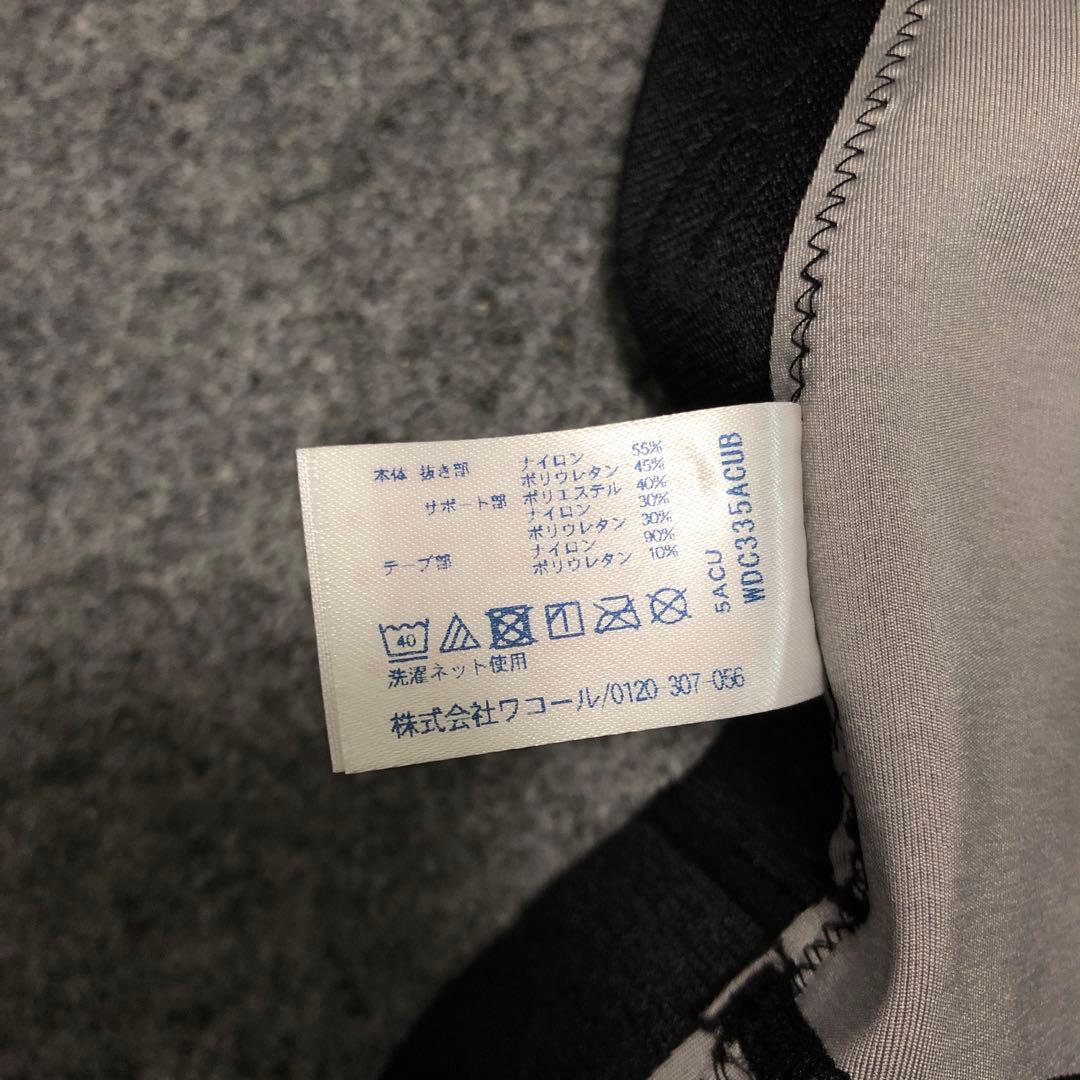 本体 抜き部 ナイロン 55%
ポリウレタン 45%
サポート部 ポリエステル 40%
ナイロン 30%
ポリウレタン 30%
テープ部 ナイロン 90%
ポリウレタン 10%
40
洗濯ネット使用
株式会社ワコール/0120-307-056
5ACU
WDC335ACUB